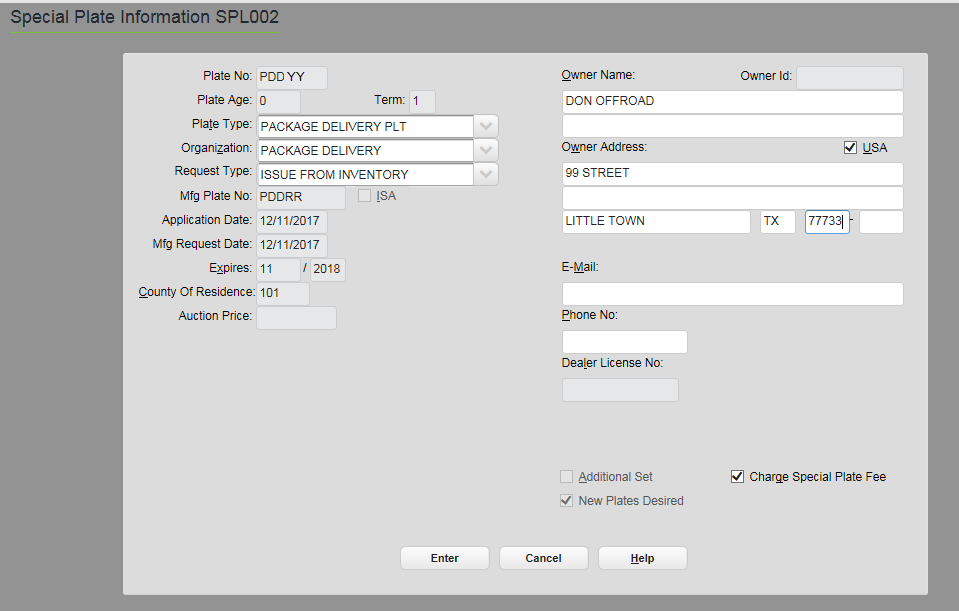 Special Plate Information SPL002
Plate No: PDD YY
Plate Age: 0 Term: 1
Plate Type: PACKAGE DELIVERY PLT
Organization: PACKAGE DELIVERY
Request Type: ISSUE FROM INVENTORY
Mfg Plate No: PDDRR ISA
Application Date: 12/11/2017
Mfg Request Date: 12/11/2017
Expires: 11 / 2018
County Of Residence: 101
Auction Price:
Owner Name: Owner Id:
DON OFFROAD
Owner Address: USA
99 STREET
LITTLE TOWN TX 77733 -
E-Mail:
Phone No:
Dealer License No:
Additional Set Charge Special Plate Fee
New Plates Desired
Enter Cancel Help